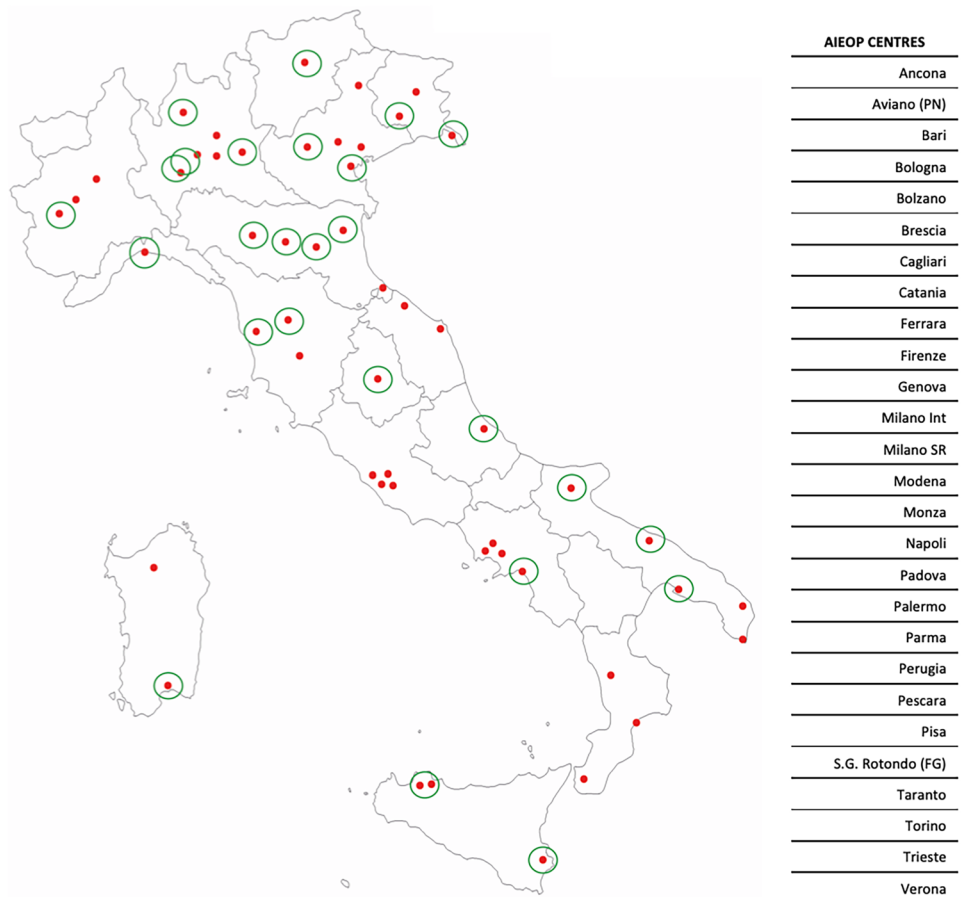 AIEOP CENTRES
Ancona
Aviano (PN)
Bari
Bologna
Bolzano
Brescia
Cagliari
Catania
Ferrara
Firenze
Genova
Milano Int
Milano SR
Modena
Monza
Napoli
Padova
Palermo
Parma
Perugia
Pescara
Pisa
S.G. Rotondo (FG)
Taranto
Torino
Trieste
Verona